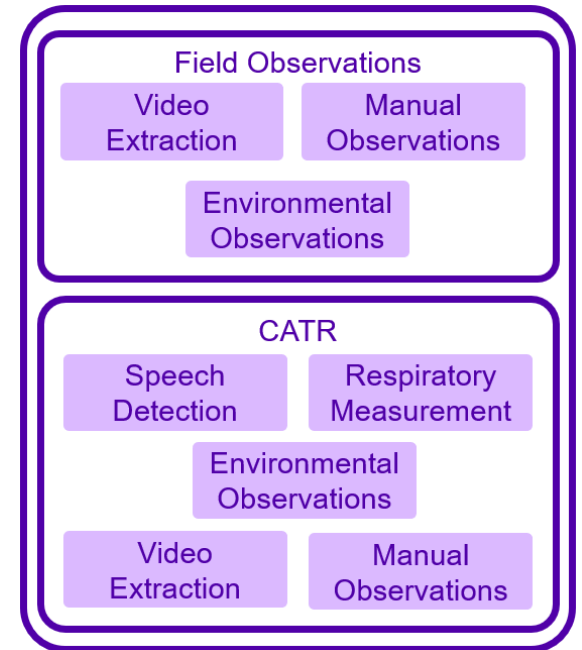 Field Observations
Video
Extraction
Manual
Observations
Environmental
Observations
CATR
Speech
Detection
Respiratory
Measurement
Environmental
Observations
Video
Extraction
Manual
Observations